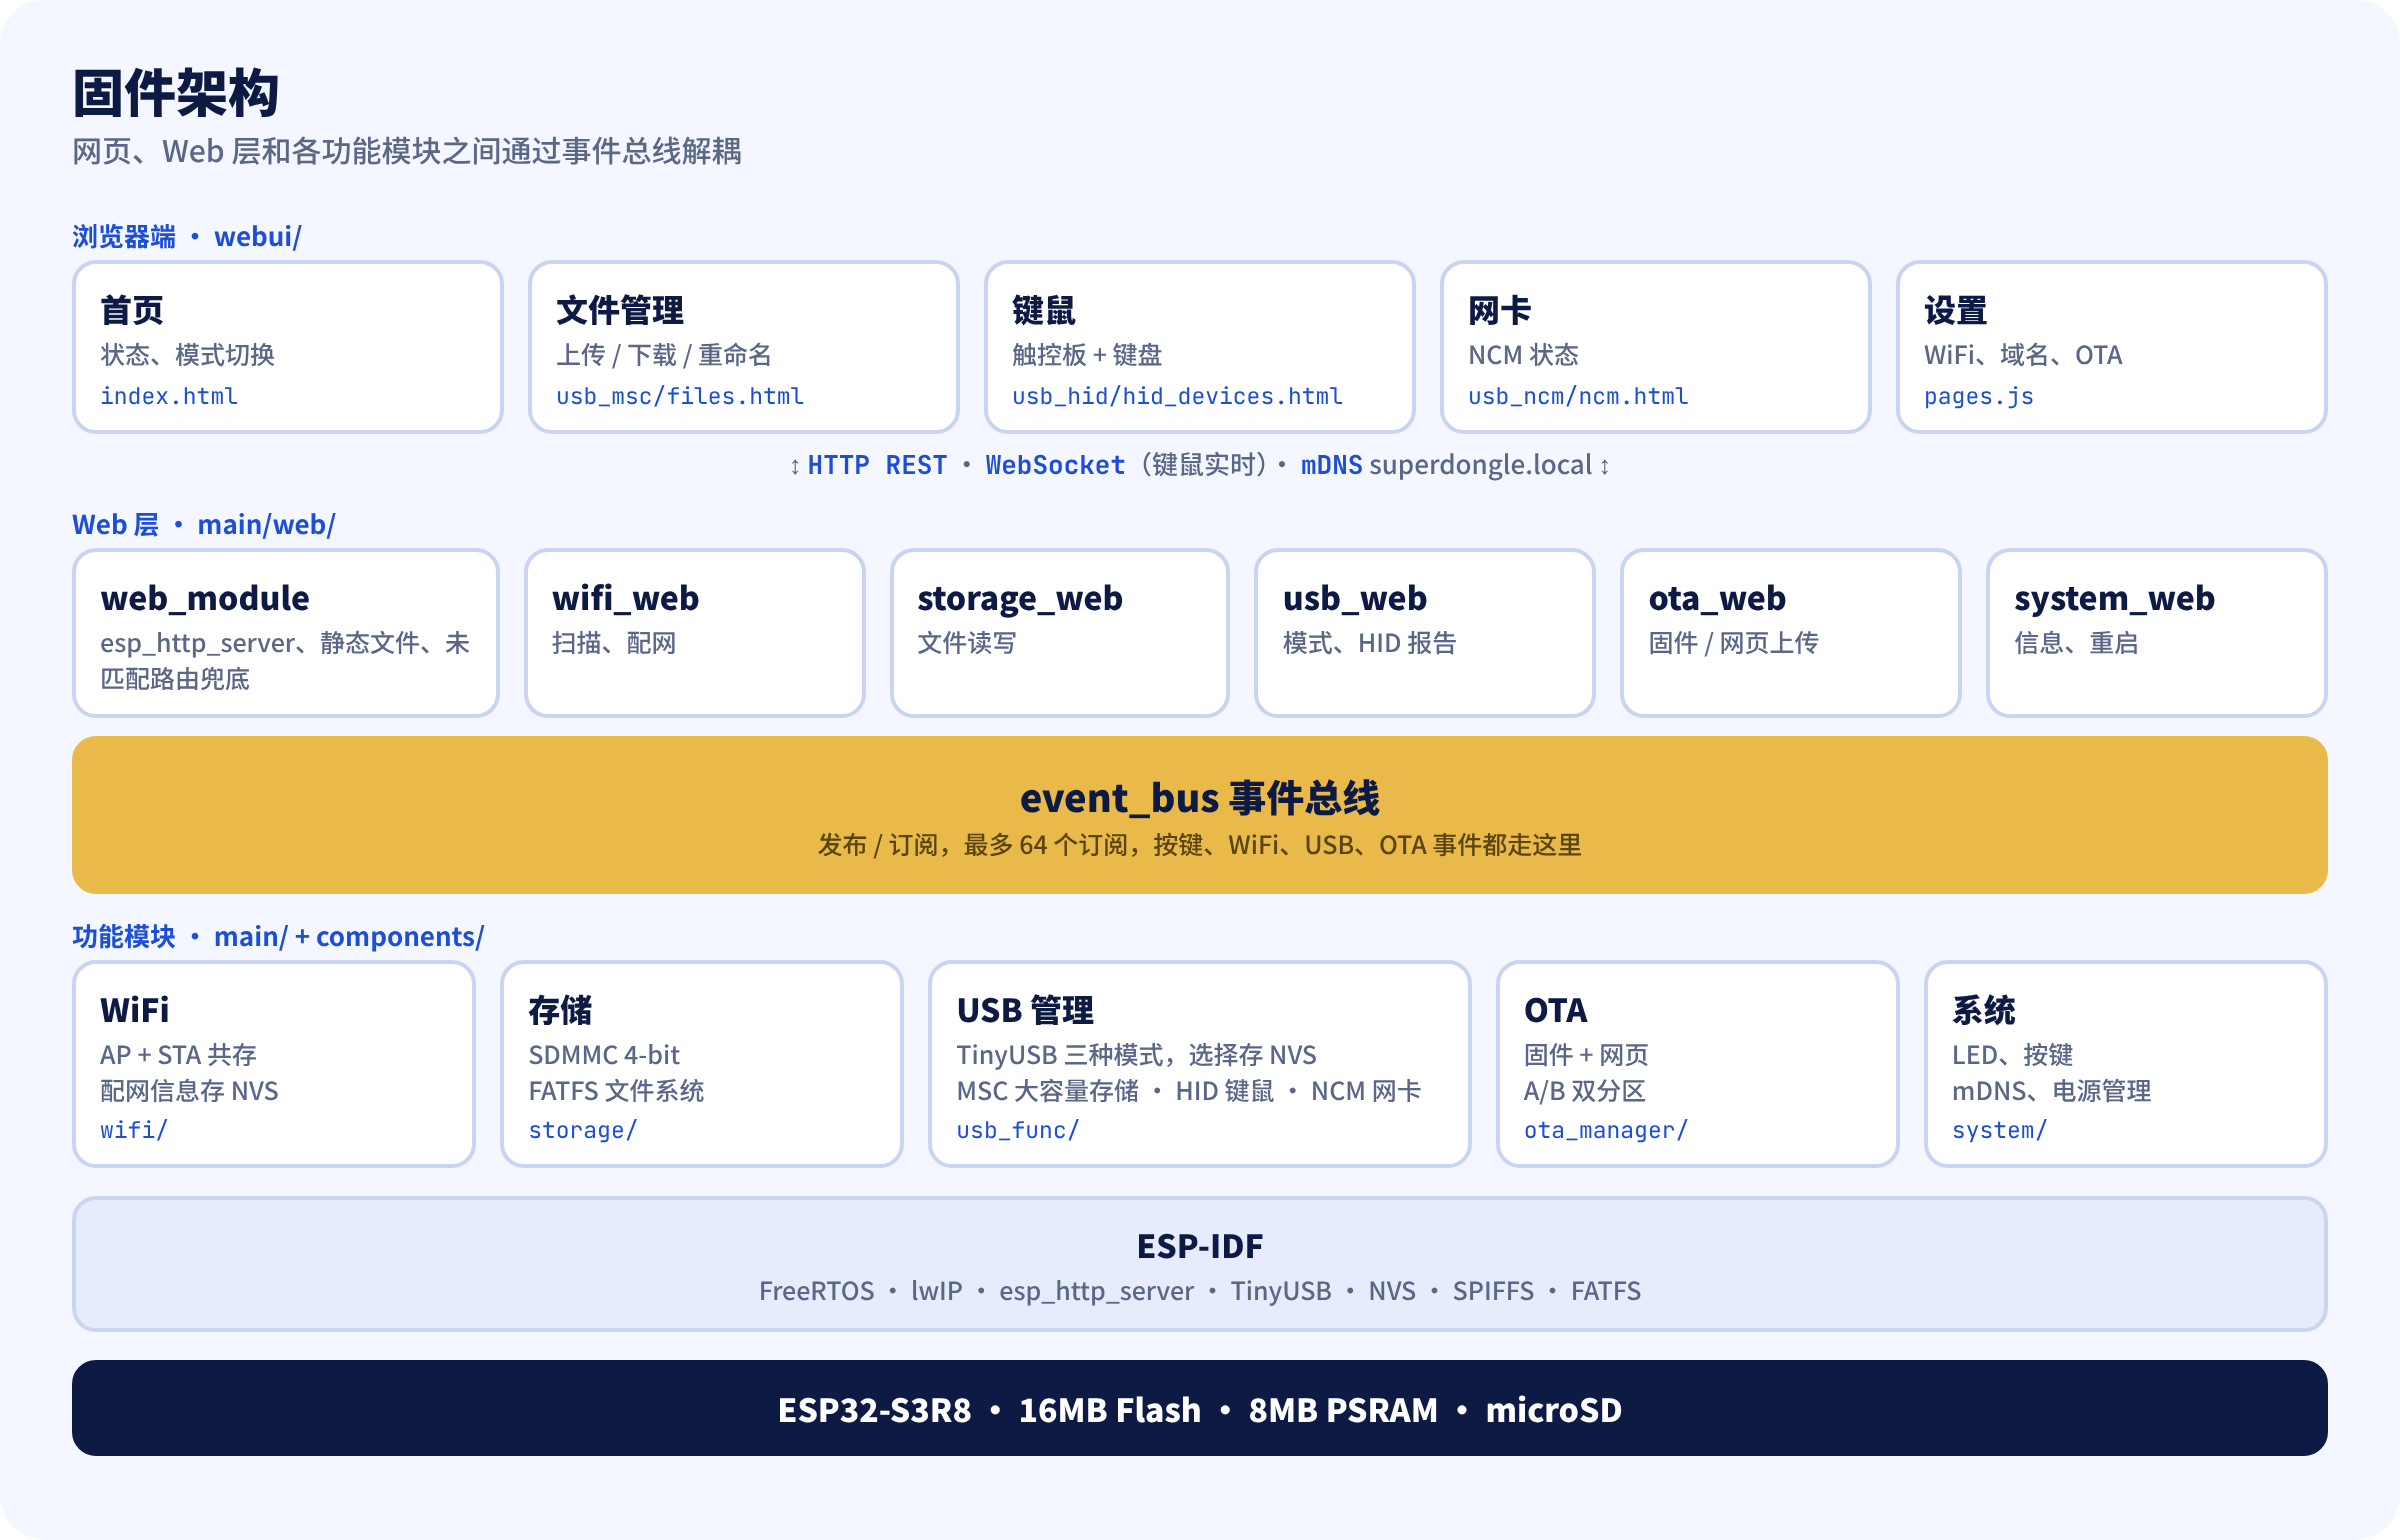 固件架构
网页、Web 层和各功能模块之间通过事件总线解耦
浏览器端 · webui/
首页
状态、模式切换
index.html
文件管理
上传 / 下载 / 重命名
usb_msc/files.html
键鼠
触控板 + 键盘
usb_hid/hid_devices.html
网卡
NCM 状态
usb_ncm/ncm.html
设置
WiFi、域名、OTA
pages.js
↕ HTTP REST · WebSocket（键鼠实时）· mDNS superdongle.local ↕
Web 层 · main/web/
web_module
esp_http_server、静态文件、未
匹配路由兜底
wifi_web
扫描、配网
storage_web
文件读写
usb_web
模式、HID 报告
ota_web
固件 / 网页上传
system_web
信息、重启
event_bus 事件总线
发布 / 订阅，最多 64 个订阅，按键、WiFi、USB、OTA 事件都走这里
功能模块 · main/ + components/
WiFi
AP + STA 共存
配网信息存 NVS
wifi/
存储
SDMMC 4-bit
FATFS 文件系统
storage/
USB 管理
TinyUSB 三种模式，选择存 NVS
MSC 大容量存储 · HID 键鼠 · NCM 网卡
usb_func/
OTA
固件 + 网页
A/B 双分区
ota_manager/
系统
LED、按键
mDNS、电源管理
system/
ESP-IDF
FreeRTOS · lwIP · esp_http_server · TinyUSB · NVS · SPIFFS · FATFS
ESP32-S3R8 · 16MB Flash · 8MB PSRAM · microSD